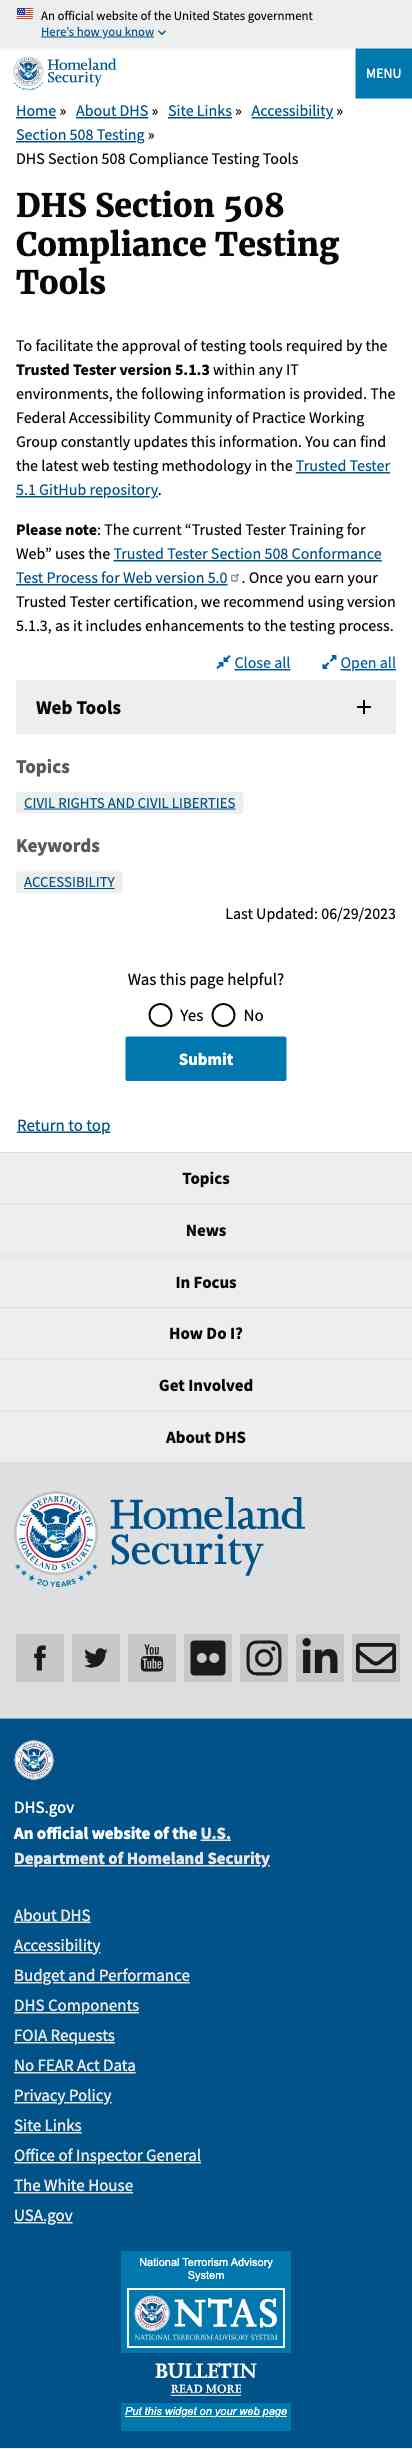 An official website of the United States government
Here's how you know
Homeland
Security
MENU
Home » About DHS » Site Links » Accessibility »
Section 508 Testing »
DHS Section 508 Compliance Testing Tools
DHS Section 508
Compliance Testing
Tools
To facilitate the approval of testing tools required by the
Trusted Tester version 5.1.3 within any IT
environments, the following information is provided. The
Federal Accessibility Community of Practice Working
Group constantly updates this information. You can find
the latest web testing methodology in the Trusted Tester
5.1 GitHub repository.
Please note: The current “Trusted Tester Training for
Web” uses the Trusted Tester Section 508 Conformance
Test Process for Web version 5.0. Once you earn your
Trusted Tester certification, we recommend using version
5.1.3, as it includes enhancements to the testing process.
Close all Open all
Web Tools
Topics
CIVIL RIGHTS AND CIVIL LIBERTIES
Keywords
ACCESSIBILITY
Last Updated: 06/29/2023
Was this page helpful?
Yes No
Submit
Return to top
Topics
News
In Focus
How Do I?
Get Involved
About DHS
U.S. DEPARTMENT OF HOMELAND SECURITY
20 YEARS
Homeland
Security
You
Tube
in
DHS.gov
An official website of the U.S.
Department of Homeland Security
About DHS
Accessibility
Budget and Performance
DHS Components
FOIA Requests
No FEAR Act Data
Privacy Policy
Site Links
Office of Inspector General
The White House
USA.gov
National Terrorism Advisory
System
NTAS
NATIONAL TERRORISM ADVISORY SYSTEM
BULLETIN
READ MORE
Put this widget on your web page